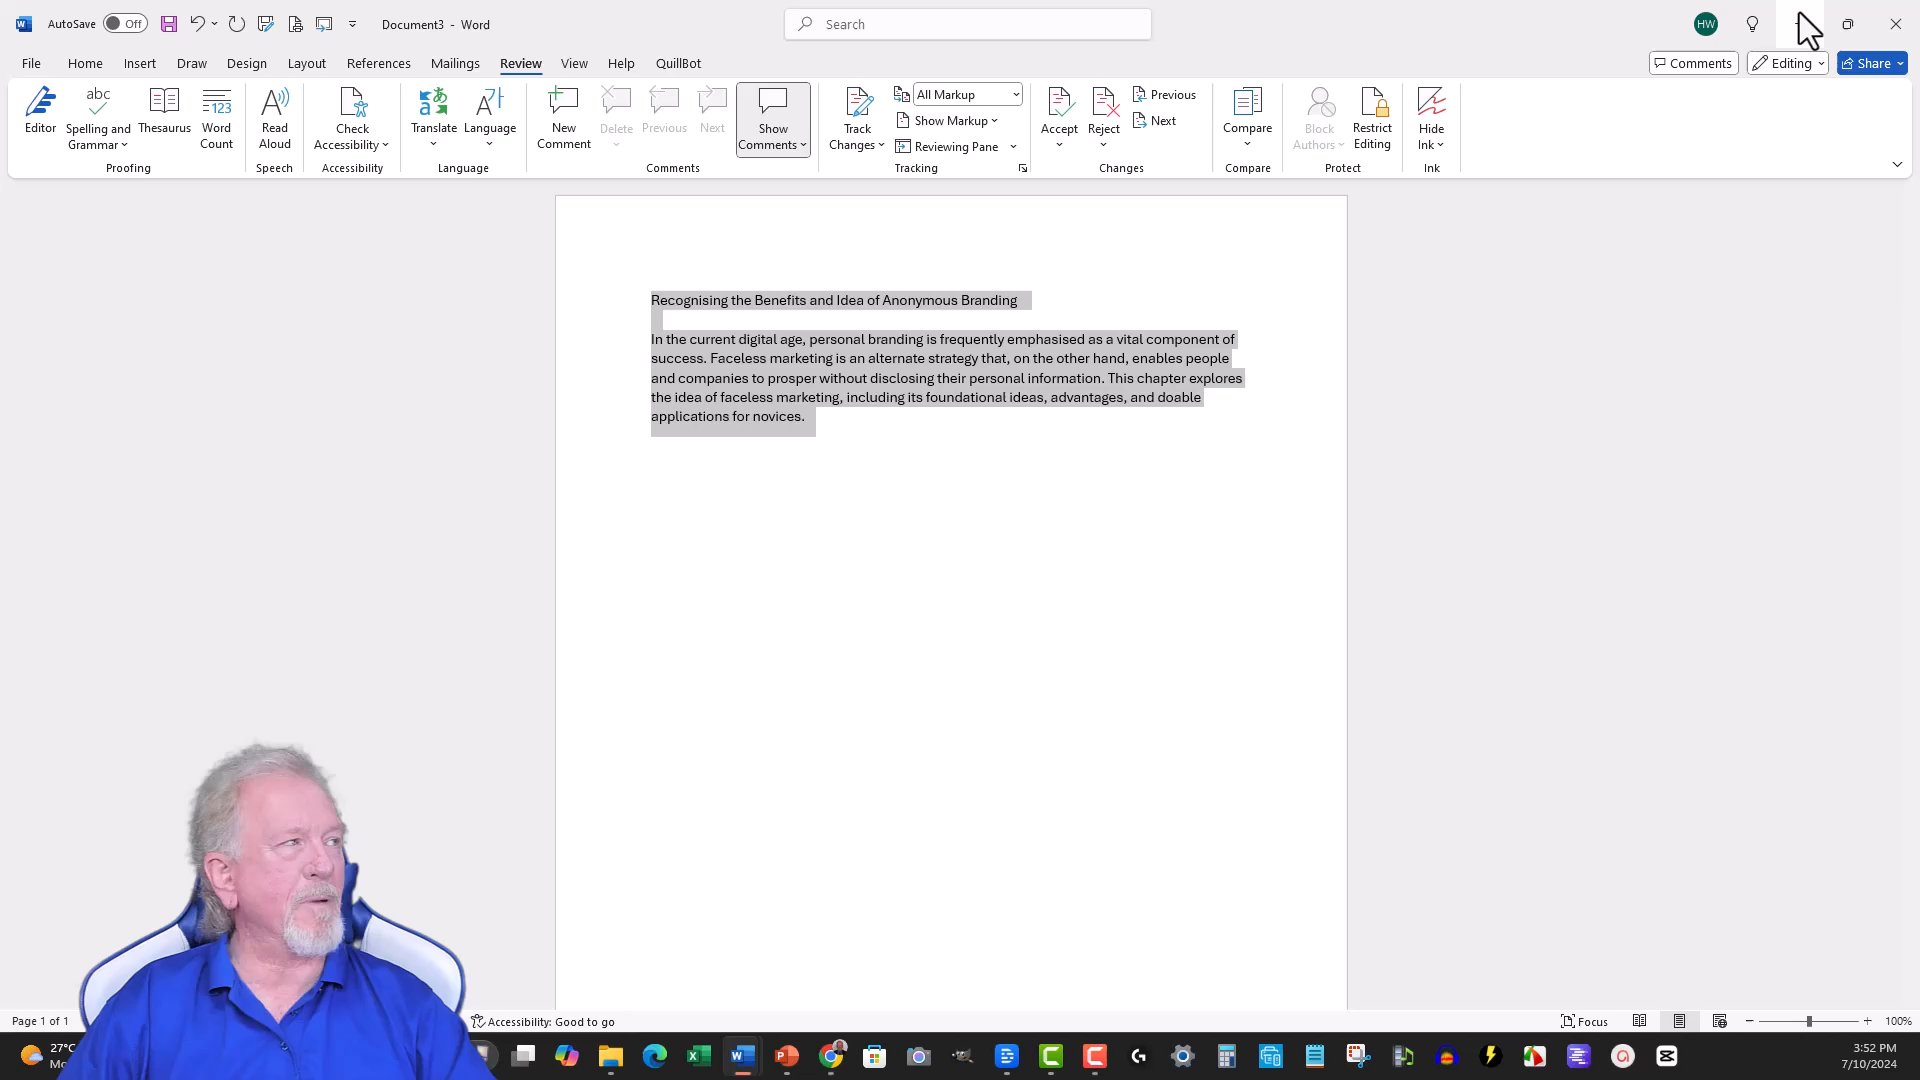 AutoSave Off Document3 - Word Search HW
File Home Insert Draw Design Layout References Mailings Review View Help QuillBot Comments Editing Share
Editor Spelling and Grammar Thesaurus Word Count Read Aloud Check Accessibility Translate Language New Comment Delete Previous Next Show Comments Track Changes All Markup Show Markup Reviewing Pane Accept Reject Previous Next Compare Block Authors Restrict Editing Hide Ink
Proofing Speech Accessibility Language Comments Tracking Changes Compare Protect Ink
Recognising the Benefits and Idea of Anonymous Branding
In the current digital age, personal branding is frequently emphasised as a vital component of
success. Faceless marketing is an alternate strategy that, on the other hand, enables people
and companies to prosper without disclosing their personal information. This chapter explores
the idea of faceless marketing, including its foundational ideas, advantages, and doable
applications for novices.
Page 1 of 1 Accessibility: Good to go Focus 100%
27°C 3:52 PM
7/10/2024